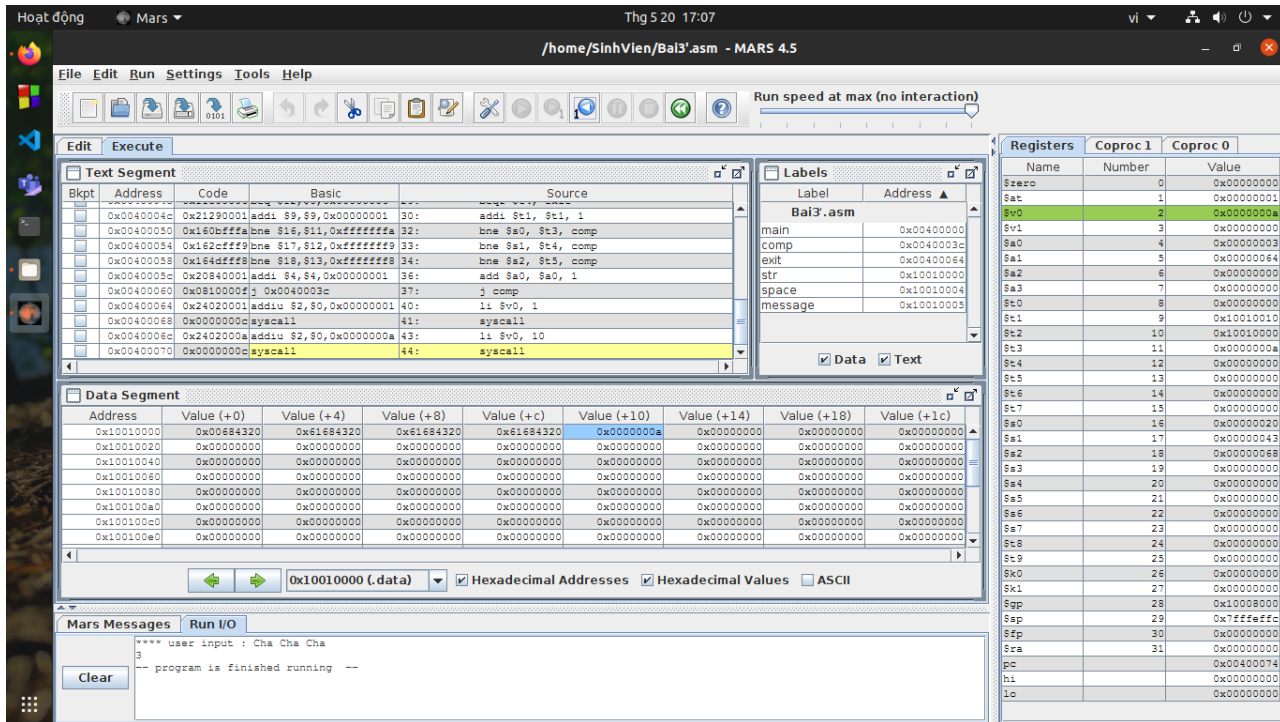 Hoạt động Mars Thg 5 20 17:07 vi
/home/SinhVien/Bai3'.asm - MARS 4.5
File Edit Run Settings Tools Help
Run speed at max (no interaction)
Edit Execute
Registers Coproc 1 Coproc 0
Text Segment
Bkpt Address Code Basic Source
0x0040004c 0x21290001 addi $9,$9,0x00000001 30: addi $t1, $t1, 1
0x00400050 0x160bfffa bne $16,$11,0xfffffffa 32: bne $s0, $t3, comp
0x00400054 0x162cfff9 bne $17,$12,0xfffffff9 33: bne $s1, $t4, comp
0x00400058 0x164dfff8 bne $18,$13,0xfffffff8 34: bne $s2, $t5, comp
0x0040005c 0x20840001 addi $4,$4,0x00000001 36: add $a0, $a0, 1
0x00400060 0x0810000f j 0x0040003c 37: j comp
0x00400064 0x24020001 addiu $2,$0,0x00000001 40: li $v0, 1
0x00400068 0x0000000c syscall 41: syscall
0x0040006c 0x2402000a addiu $2,$0,0x0000000a 43: li $v0, 10
0x00400070 0x0000000c syscall 44: syscall
Labels
Label Address ▲
Bai3'.asm
main 0x00400000
comp 0x0040003c
exit 0x00400064
str 0x10010000
space 0x10010004
message 0x10010005
Data Text
Data Segment
Address Value (+0) Value (+4) Value (+8) Value (+c) Value (+10) Value (+14) Value (+18) Value (+1c)
0x10010000 0x00684320 0x61684320 0x61684320 0x61684320 0x0000000a 0x00000000 0x00000000 0x00000000
0x10010020 0x00000000 0x00000000 0x00000000 0x00000000 0x00000000 0x00000000 0x00000000 0x00000000
0x10010040 0x00000000 0x00000000 0x00000000 0x00000000 0x00000000 0x00000000 0x00000000 0x00000000
0x10010060 0x00000000 0x00000000 0x00000000 0x00000000 0x00000000 0x00000000 0x00000000 0x00000000
0x10010080 0x00000000 0x00000000 0x00000000 0x00000000 0x00000000 0x00000000 0x00000000 0x00000000
0x100100a0 0x00000000 0x00000000 0x00000000 0x00000000 0x00000000 0x00000000 0x00000000 0x00000000
0x100100c0 0x00000000 0x00000000 0x00000000 0x00000000 0x00000000 0x00000000 0x00000000 0x00000000
0x100100e0 0x00000000 0x00000000 0x00000000 0x00000000 0x00000000 0x00000000 0x00000000 0x00000000
0x10010000 (.data) Hexadecimal Addresses Hexadecimal Values ASCII
Mars Messages Run I/O
**** user input : Cha Cha Cha
3
-- program is finished running --
Clear
Name Number Value
$zero 0 0x00000000
$at 1 0x00000001
$v0 2 0x0000000a
$v1 3 0x00000000
$a0 4 0x00000003
$a1 5 0x00000064
$a2 6 0x00000000
$a3 7 0x00000000
$t0 8 0x00000000
$t1 9 0x10010010
$t2 10 0x10010000
$t3 11 0x0000000a
$t4 12 0x00000000
$t5 13 0x00000000
$t6 14 0x00000000
$t7 15 0x00000000
$s0 16 0x00000020
$s1 17 0x00000043
$s2 18 0x00000068
$s3 19 0x00000000
$s4 20 0x00000000
$s5 21 0x00000000
$s6 22 0x00000000
$s7 23 0x00000000
$t8 24 0x00000000
$t9 25 0x00000000
$k0 26 0x00000000
$k1 27 0x00000000
$gp 28 0x10008000
$sp 29 0x7fffeffc
$fp 30 0x00000000
$ra 31 0x00000000
pc 0x00400074
hi 0x00000000
lo 0x00000000